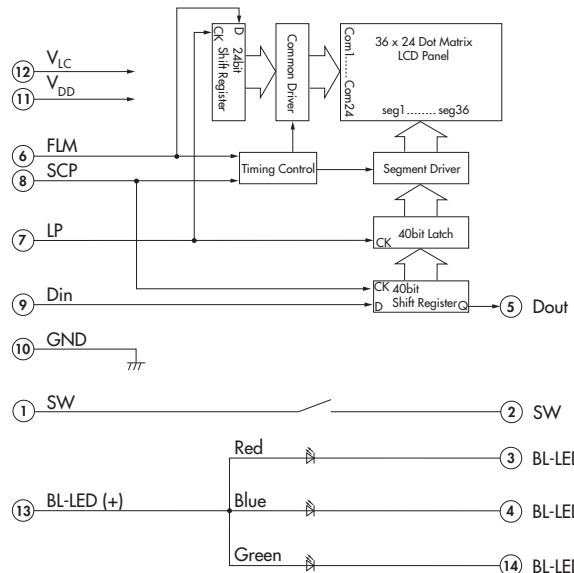 D
CK
24bit
Shift Register
Common Driver
Com1 ..... Com24
36 x 24 Dot Matrix
LCD Panel
seg1........ seg36
12 VLC
11 VDD
6 FLM
8 SCP
Timing Control
Segment Driver
7 LP
40bit Latch
CK
9 Din
CK 40bit
D Shift Register Q
5 Dout
10 GND
1 SW
2 SW
Red
3 BL-LE
13 BL-LED (+)
Blue
4 BL-LE
Green
14 BL-LE